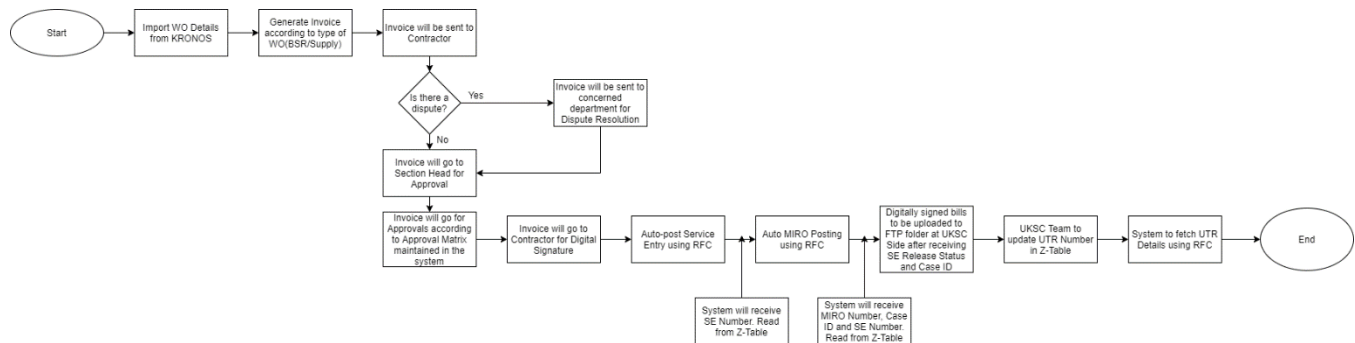 Start
Import WO Details
from KRONOS
Generate Invoice
according to type of
WO(BSR/Supply)
Invoice will be sent to
Contractor
Is there a
dispute?
Yes
Invoice will be sent to
concerned
department for
Dispute Resolution
No
Invoice will go to
Section Head for
Approval
Invoice will go for
Approvals according
to Approval Matrix
maintained in the
system
Invoice will go to
Contractor for Digital
Signature
Auto-post Service
Entry using RFC
Auto MIRO Posting
using RFC
Digitally signed bills
to be uploaded to
FTP folder at UKSC
Side after receiving
SE Release Status
and Case ID
UKSC Team to
update UTR Number
in Z-Table
System to fetch UTR
Details using RFC
End
System will receive
SE Number. Read
from Z-Table
System will receive
MIRO Number, Case
ID and SE Number.
Read from Z-Table